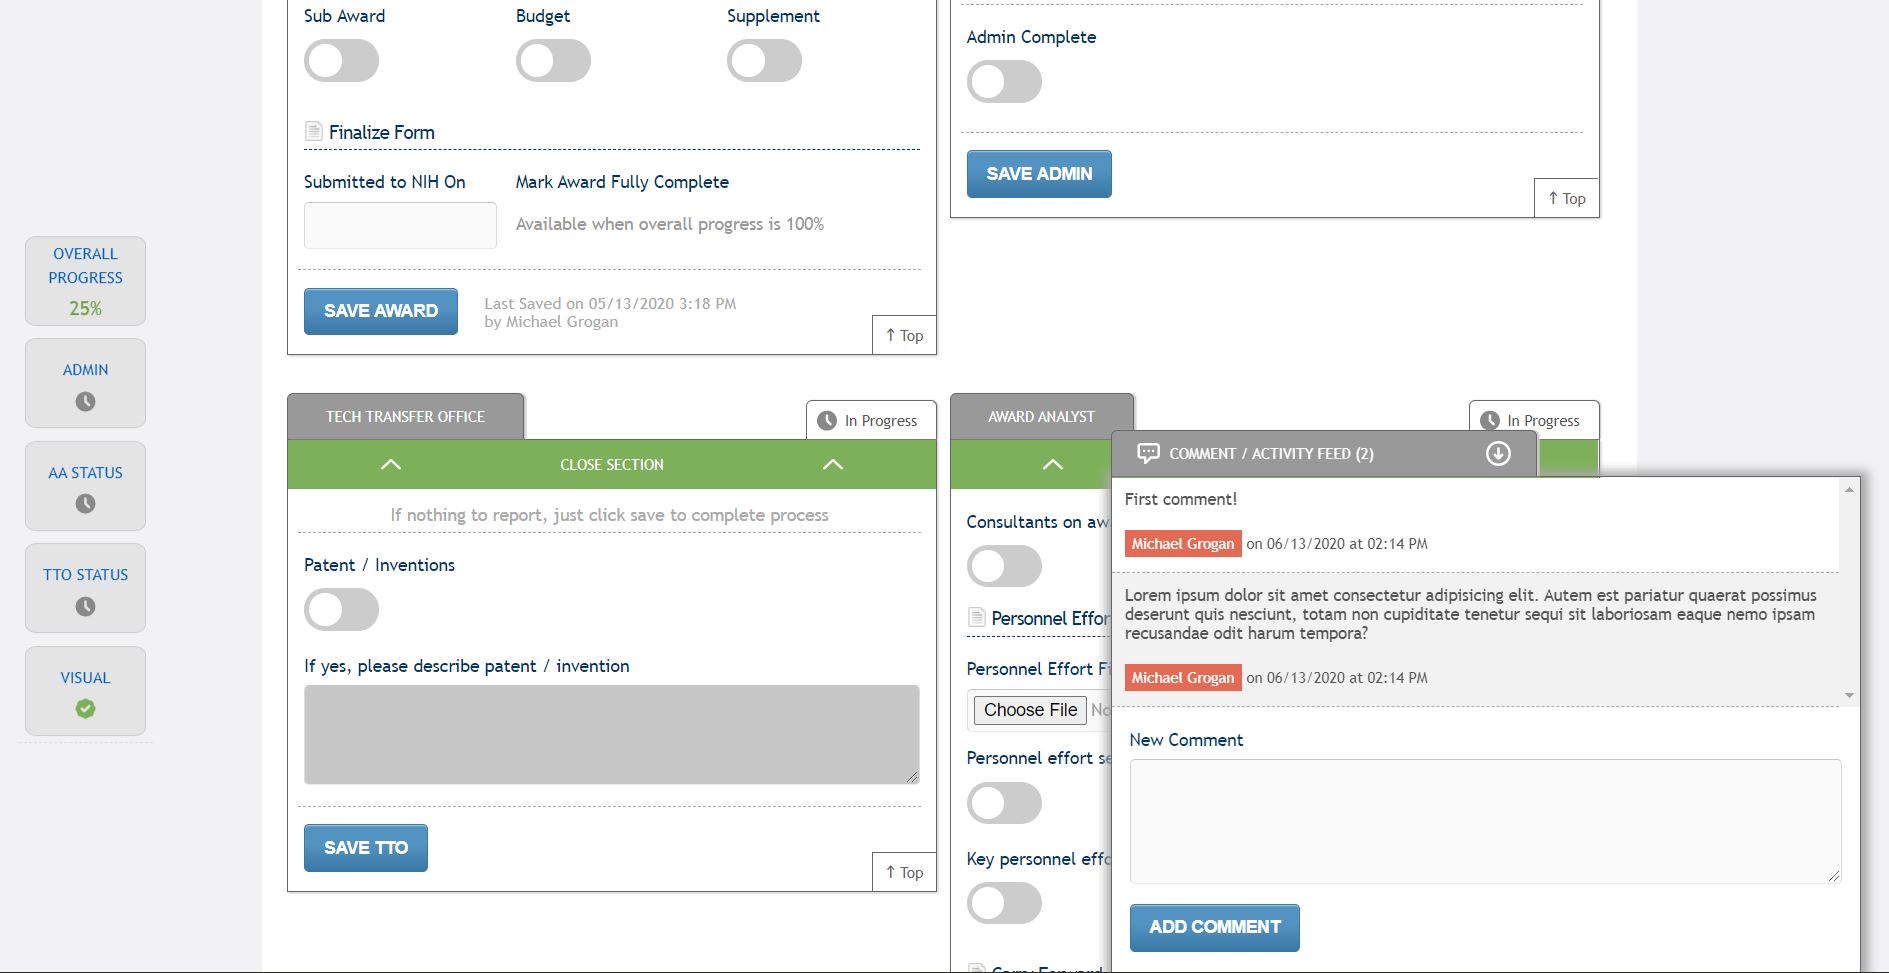 Sub Award
Budget
Supplement
Finalize Form
Submitted to NIH On
Mark Award Fully Complete
Available when overall progress is 100%
SAVE AWARD
Last Saved on 05/13/2020 3:18 PM
by Michael Grogan
↑ Top
Admin Complete
SAVE ADMIN
↑ Top
OVERALL
PROGRESS
25%
ADMIN
AA STATUS
TTO STATUS
VISUAL
TECH TRANSFER OFFICE
In Progress
CLOSE SECTION
If nothing to report, just click save to complete process
Patent / Inventions
If yes, please describe patent / invention
SAVE TTO
↑ Top
AWARD ANALYST
In Progress
Consultants on aw
Personnel Effor
Personnel Effort Fi
Choose File No
Personnel effort se
Key personnel effo
Carry Forward
COMMENT / ACTIVITY FEED (2)
First comment!
Michael Grogan on 06/13/2020 at 02:14 PM
Lorem ipsum dolor sit amet consectetur adipisicing elit. Autem est pariatur quaerat possimus
deserunt quis nesciunt, totam non cupiditate tenetur sequi sit laboriosam eaque nemo ipsam
recusandae odit harum tempora?
Michael Grogan on 06/13/2020 at 02:14 PM
New Comment
ADD COMMENT